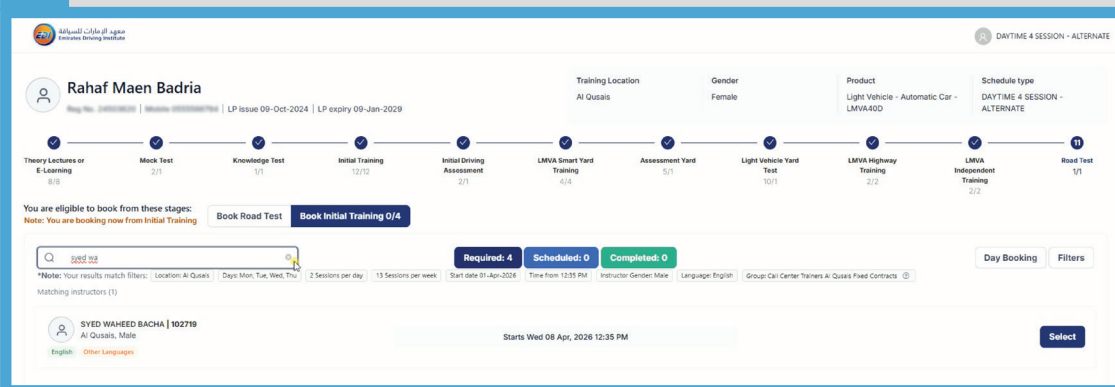 معهد الإمارات للسياقة
Emirates Driving Institute
EDI
DAYTIME 4 SESSION - ALTERNATE
Rahaf Maen Badria
LP issue 09-Oct-2024 | LP expiry 09-Jan-2029
Training Location
Al Qusais
Gender
Female
Product
Light Vehicle - Automatic Car -
LMVA40D
Schedule type
DAYTIME 4 SESSION -
ALTERNATE
Theory Lectures or
E-Learning
8/8
Mock Test
2/1
Knowledge Test
1/1
Initial Training
12/12
Initial Driving
Assessment
2/1
LMVA Smart Yard
Training
4/4
Assessment Yard
5/1
Light Vehicle Yard
Test
10/1
LMVA Highway
Training
2/2
LMVA
Independent
Training
2/2
11
Road Test
1/1
You are eligible to book from these stages:
Note: You are booking now from Initial Training
Book Road Test
Book Initial Training 0/4
syed wa
Required: 4
Scheduled: 0
Completed: 0
Day Booking
Filters
*Note: Your results match filters: Location: Al Qusais Days: Mon, Tue, Wed, Thu 2 Sessions per day 13 Sessions per week Start date 01-Apr-2026 Time from 12:35 PM Instructor Gender: Male Language: English Group: Call Center Trainers Al Qusais Fixed Contracts
Matching instructors (1)
SYED WAHEED BACHA | 102719
Al Qusais, Male
English Other Languages
Starts Wed 08 Apr, 2026 12:35 PM
Select